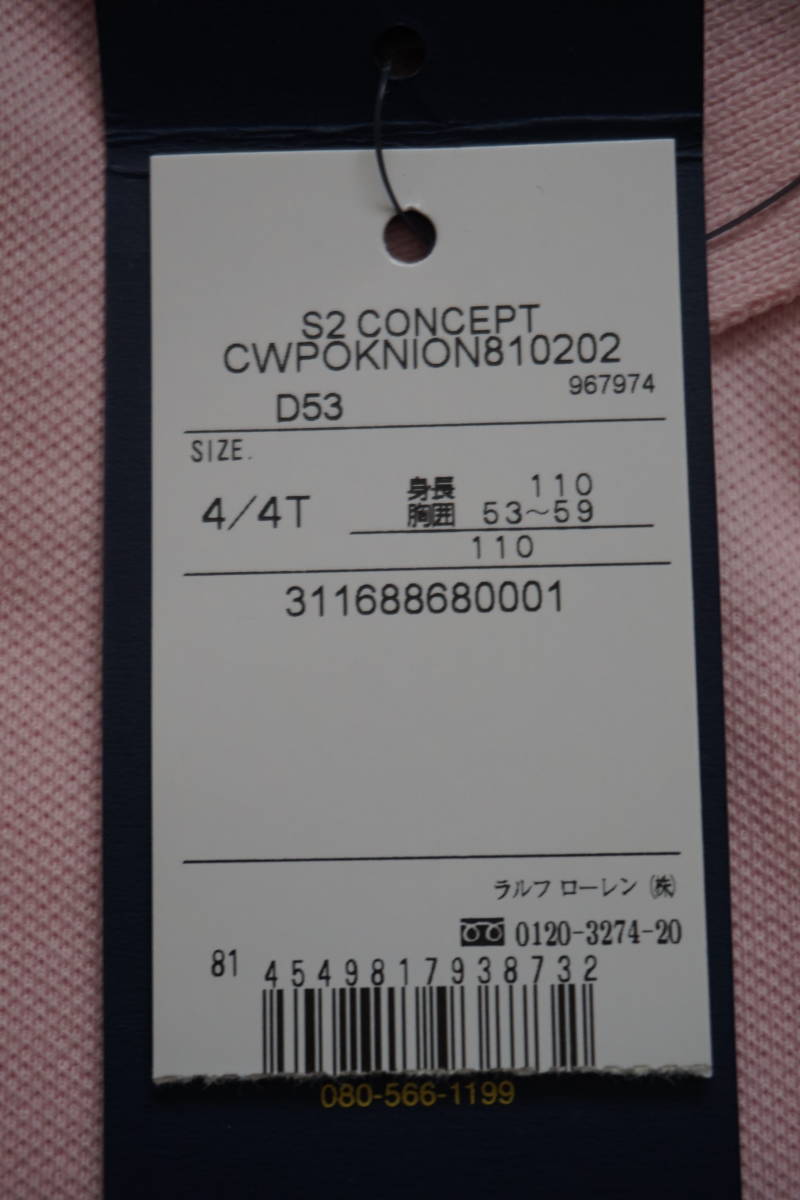 S2 CONCEPT
CWPOKNION810202
967974
D53
SIZE.
4/4T
身長 110
胸囲 53~59
110
311688680001
ラルフ ローレン ㈱
0120-3274-20
81
4549817938732
080-566-1199